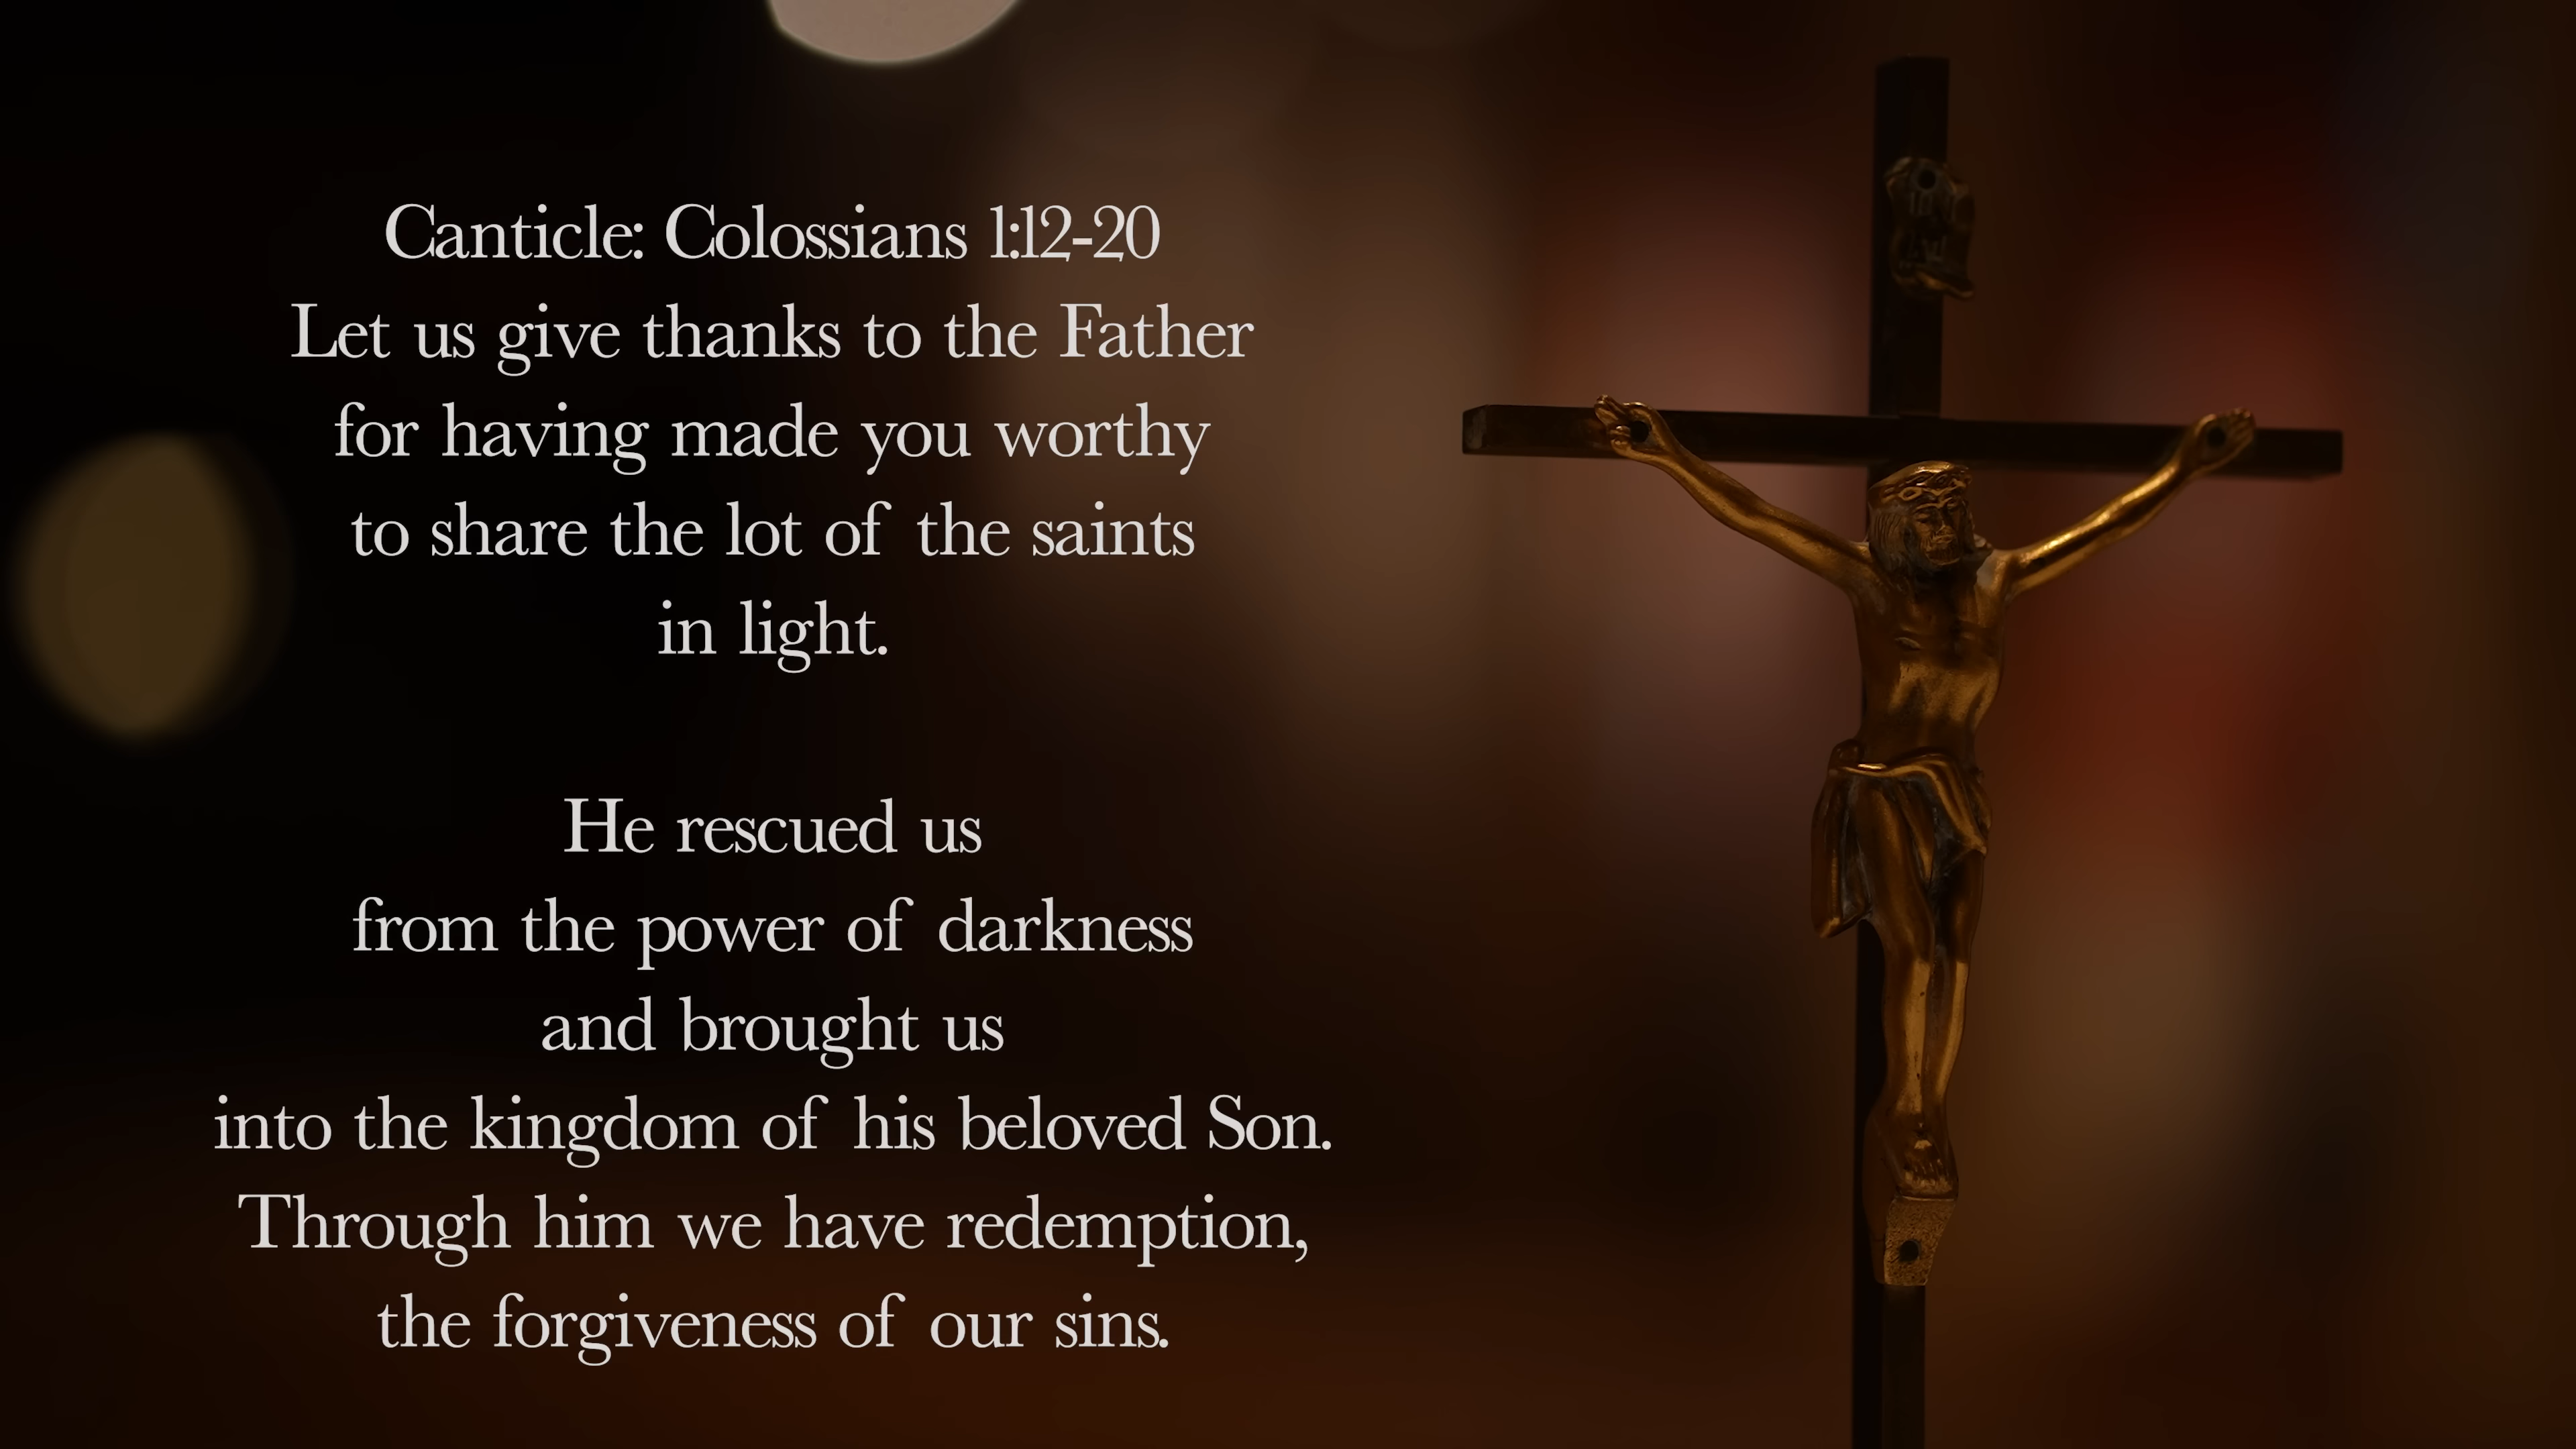 Canticle: Colossians 1:12-20
Let us give thanks to the Father
for having made you worthy
to share the lot of the saints
in light.
He rescued us
from the power of darkness
and brought us
into the kingdom of his beloved Son.
Through him we have redemption,
the forgiveness of our sins.